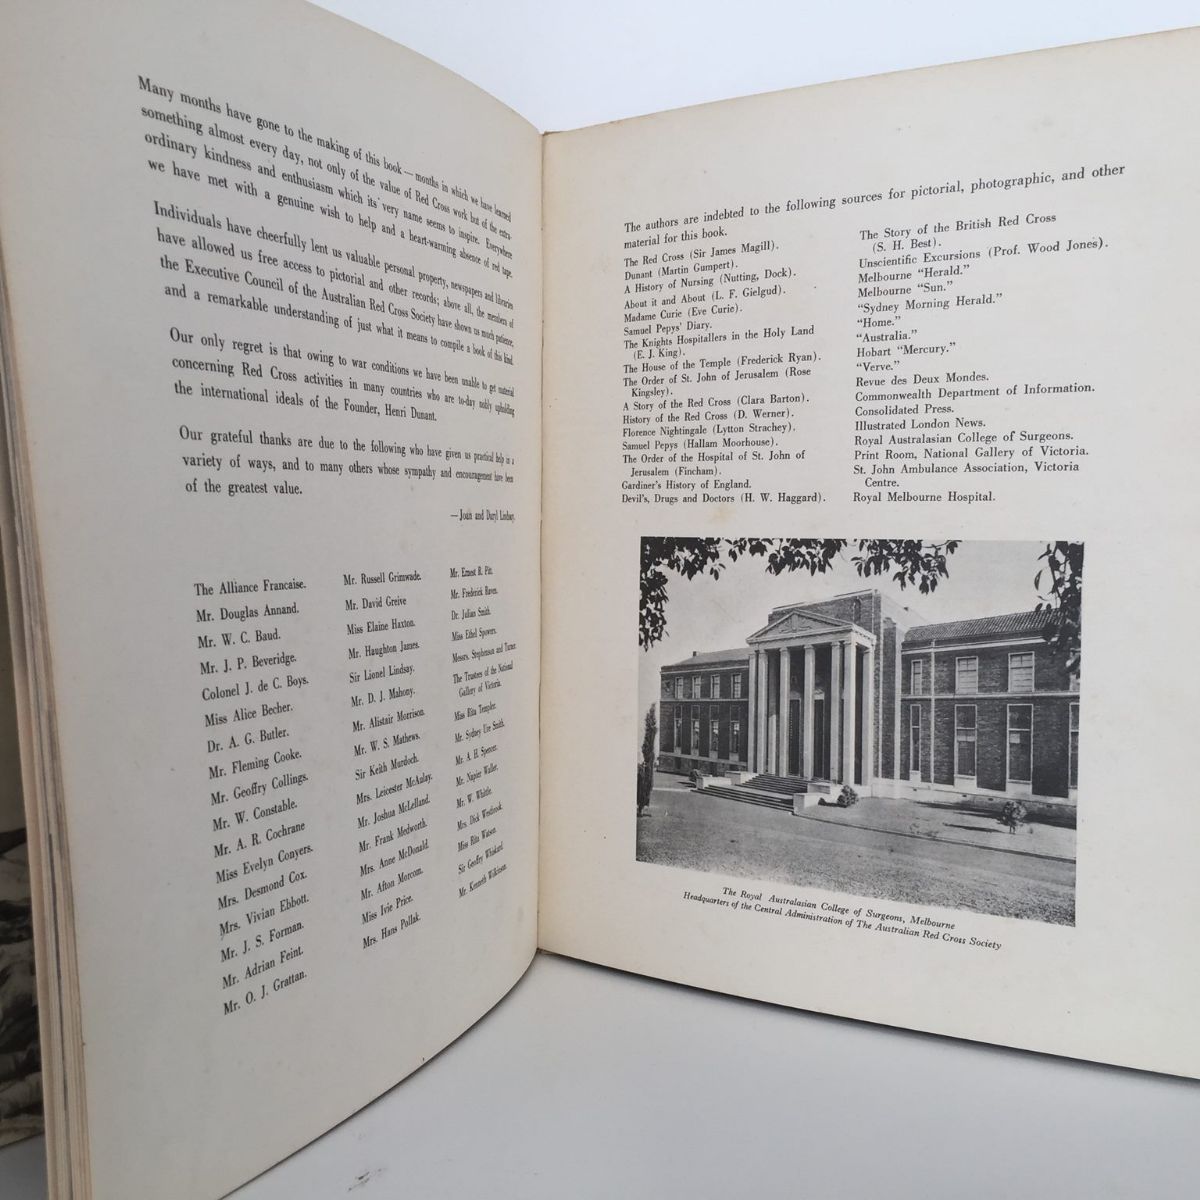 Many months have gone to the making of this book — months in which we have learned
something almost every day, not only of the value of Red Cross work but of the extra-
ordinary kindness and enthusiasm which its very name seems to inspire. Everywhere
we have met with a genuine wish to help and a heart-warming absence of red tape.
Individuals have cheerfully lent us valuable personal property, newspapers and libraries
have allowed us free access to pictorial and other records; above all, the members of
the Executive Council of the Australian Red Cross Society have shown us much patience,
and a remarkable understanding of just what it means to compile a book of this kind.
Our only regret is that owing to war conditions we have been unable to get material
concerning Red Cross activities in many countries who are to-day nobly upholding
the international ideals of the Founder, Henri Dunant.
Our grateful thanks are due to the following who have given us practical help in a
variety of ways, and to many others whose sympathy and encouragement have been
of the greatest value.
—Joan and Daryl Lindsay.
The Alliance Francaise.
Mr. Douglas Annand.
Mr. W. C. Baud.
Mr. J. P. Beveridge.
Colonel J. de C. Boys.
Miss Alice Becher.
Dr. A. G. Butler.
Mr. Fleming Cooke.
Mr. Geoffry Collings.
Mr. W. Constable.
Mr. A. R. Cochrane
Miss Evelyn Conyers.
Mrs. Desmond Cox.
Mrs. Vivian Ebbott.
Mr. J. S. Forman.
Mr. Adrian Feint.
Mr. O. J. Grattan.
Mr. Russell Grimwade.
Mr. David Greive
Miss Elaine Haxton.
Mr. Haughton James.
Sir Lionel Lindsay.
Mr. D. J. Mahony.
Mr. Alistair Morrison.
Mr. W. S. Mathews.
Sir Keith Murdoch.
Mrs. Leicester McAulay.
Mr. Joshua McLelland.
Mr. Frank Medworth.
Mrs. Anne McDonald.
Mr. Afton Morcom.
Miss Ivie Price.
Mrs. Hans Pollak.
Mr. Ernest R. Pitt.
Mr. Frederick Raven.
Dr. Julian Smith.
Miss Ethel Spowers.
Messrs. Stephenson and Turner.
The Trustees of the National
Gallery of Victoria.
Miss Rita Templer.
Mr. Sydney Ure Smith.
Mr. A. H. Spencer.
Mr. Napier Waller.
Mr. W. Whittle.
Mrs. Dick Westbrook.
Miss Rita Watson.
Sir Geoffry Whiskard.
Mr. Kenneth Wilkinson.
The authors are indebted to the following sources for pictorial, photographic, and other
material for this book.
The Red Cross (Sir James Magill).
Dunant (Martin Gumpert).
A History of Nursing (Nutting, Dock).
About it and About (L. F. Gielgud).
Madame Curie (Eve Curie).
Samuel Pepys' Diary.
The Knights Hospitallers in the Holy Land
(E. J. King).
The House of the Temple (Frederick Ryan).
The Order of St. John of Jerusalem (Rose
Kingsley).
A Story of the Red Cross (Clara Barton).
History of the Red Cross (D. Werner).
Florence Nightingale (Lytton Strachey).
Samuel Pepys (Hallam Moorhouse).
The Order of the Hospital of St. John of
Jerusalem (Fincham).
Gardiner's History of England.
Devil's, Drugs and Doctors (H. W. Haggard).
The Story of the British Red Cross
(S. H. Best).
Unscientific Excursions (Prof. Wood Jones).
Melbourne "Herald."
Melbourne "Sun."
"Sydney Morning Herald."
"Home."
"Australia."
Hobart "Mercury."
"Verve."
Revue des Deux Mondes.
Commonwealth Department of Information.
Consolidated Press.
Illustrated London News.
Royal Australasian College of Surgeons.
Print Room, National Gallery of Victoria.
St. John Ambulance Association, Victoria
Centre.
Royal Melbourne Hospital.
The Royal Australasian College of Surgeons, Melbourne
Headquarters of the Central Administration of The Australian Red Cross Society